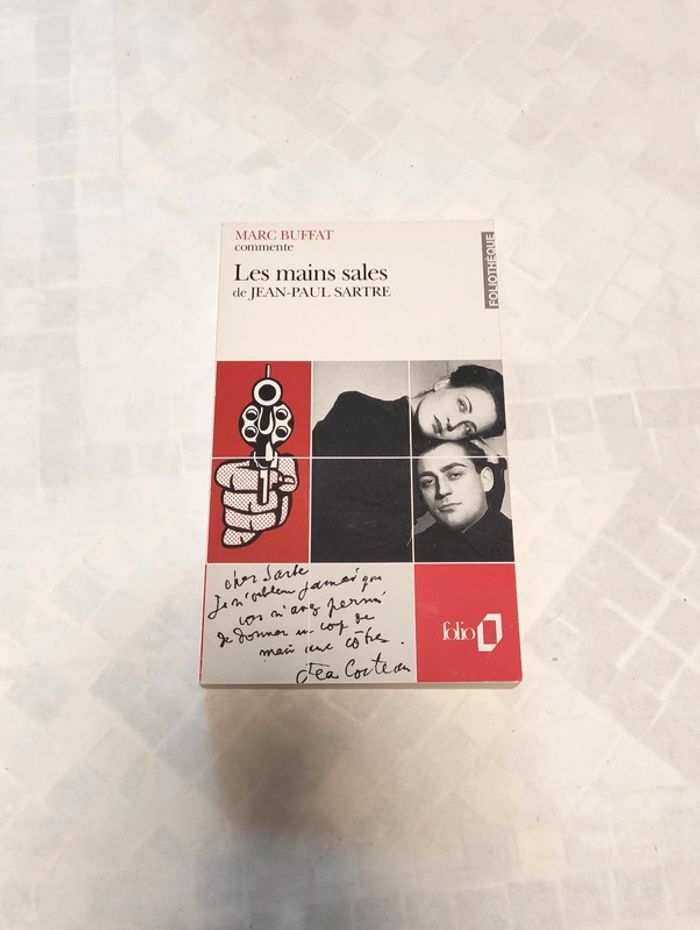 MARC BUFFAT
commente
Les mains sales
de JEAN-PAUL SARTRE
FOLIOTHÈQUE
cher Sartre
Je n'oublierai jamais que
vous m'avez permis
de donner un coup de
main aux vôtres.
Jean Cocteau
folio